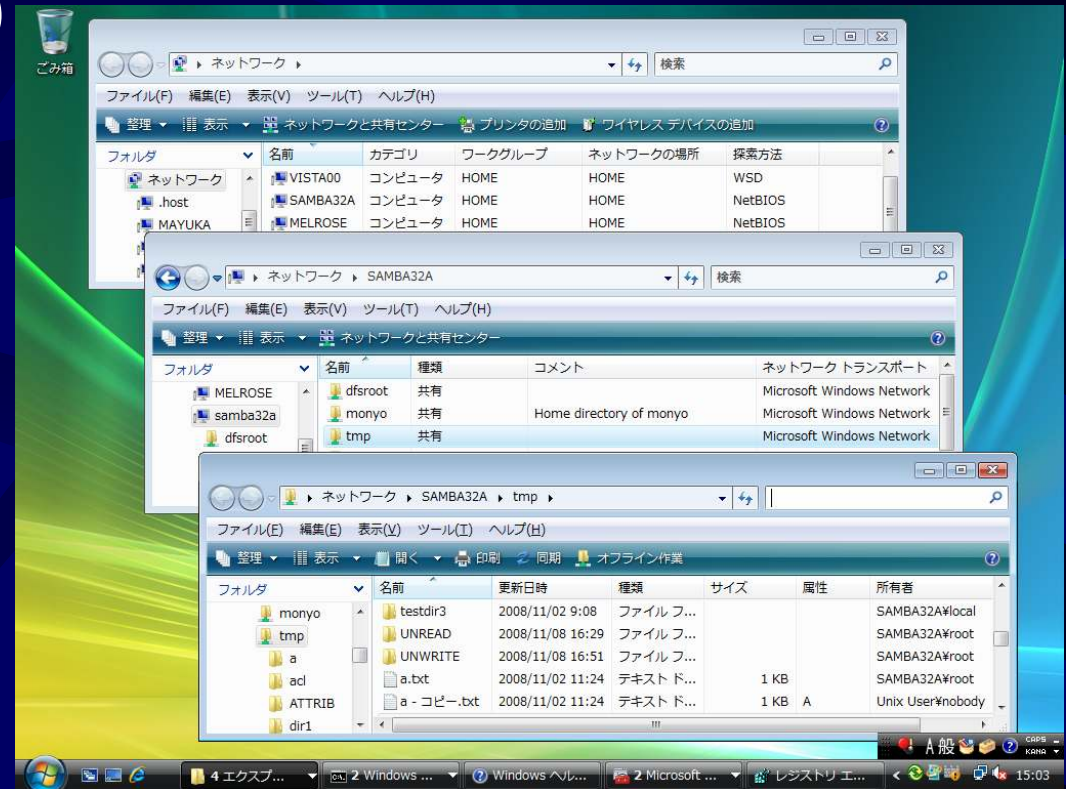 ごみ箱
ネットワーク
検索
ファイル(F) 編集(E) 表示(V) ツール(T) ヘルプ(H)
整理 表示 ネットワークと共有センター プリンタの追加 ワイヤレス デバイスの追加
フォルダ 名前 カテゴリ ワークグループ ネットワークの場所 探索方法
ネットワーク VISTA00 コンピュータ HOME HOME WSD
.host SAMBA32A コンピュータ HOME HOME NetBIOS
MAYUKA MELROSE コンピュータ HOME HOME NetBIOS
ネットワーク SAMBA32A 検索
ファイル(F) 編集(E) 表示(V) ツール(T) ヘルプ(H)
整理 表示 ネットワークと共有センター
フォルダ 名前 種類 コメント ネットワーク トランスポート
MELROSE dfsroot 共有 Microsoft Windows Network
samba32a monyo 共有 Home directory of monyo Microsoft Windows Network
dfsroot tmp 共有 Microsoft Windows Network
ネットワーク SAMBA32A tmp
ファイル(F) 編集(E) 表示(V) ツール(T) ヘルプ(H)
整理 表示 開く 印刷 同期 オフライン作業
フォルダ 名前 更新日時 種類 サイズ 属性 所有者
monyo testdir3 2008/11/02 9:08 ファイル フ... SAMBA32A¥local
tmp UNREAD 2008/11/08 16:29 ファイル フ... SAMBA32A¥root
a UNWRITE 2008/11/08 16:51 ファイル フ... SAMBA32A¥root
acl a.txt 2008/11/02 11:24 テキスト ド... 1 KB SAMBA32A¥root
ATTRIB a - コピー.txt 2008/11/02 11:24 テキスト ド... 1 KB A Unix User¥nobody
dir1
A 般 CAPS KANA
4 エクスプ... 2 Windows ... Windows ヘル... 2 Microsoft ... レジストリ エ... 15:03